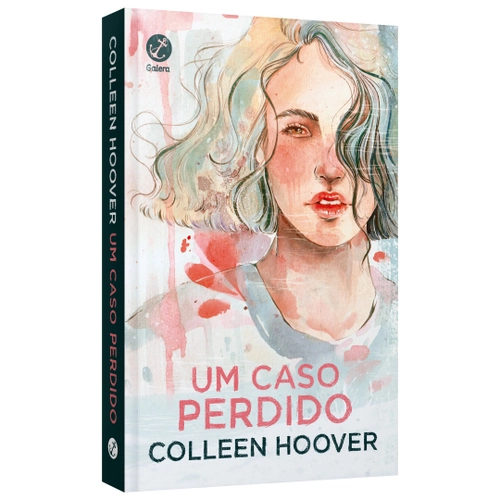 COLLEEN HOOVER UM CASO PERDIDO
Galera
UM CASO
PERDIDO
COLLEEN HOOVER